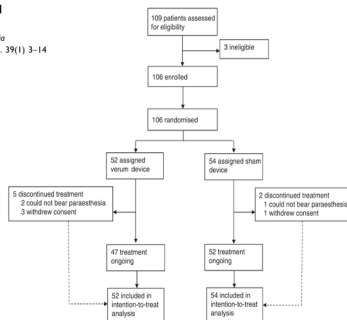 ia
. 39(1) 3–14
109 patients assessed
for eligibility
3 ineligible
106 enrolled
106 randomised
52 assigned
verum device
54 assigned sham
device
5 discontinued treatment
2 could not bear paraesthesia
3 withdrew consent
2 discontinued treatment
1 could not bear paraesthesia
1 withdrew consent
47 treatment
ongoing
52 treatment
ongoing
52 included in
intention-to-treat
analysis
54 included in
intention-to-treat
analysis